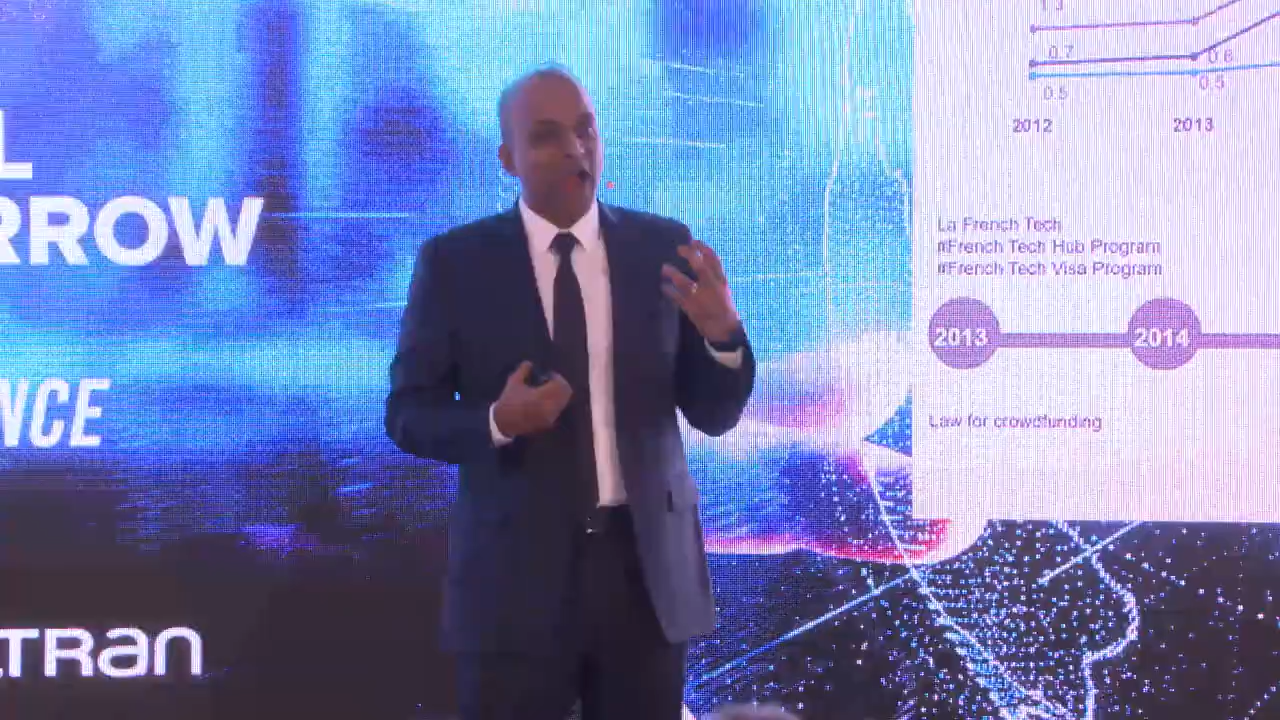 L
RROW
NCE
TRan
0.7
0.6
0.5
0.5
2012
2013
La French Tech
#French Tech Hub Program
#French Tech Visa Program
2013
2014
Law for crowdfunding